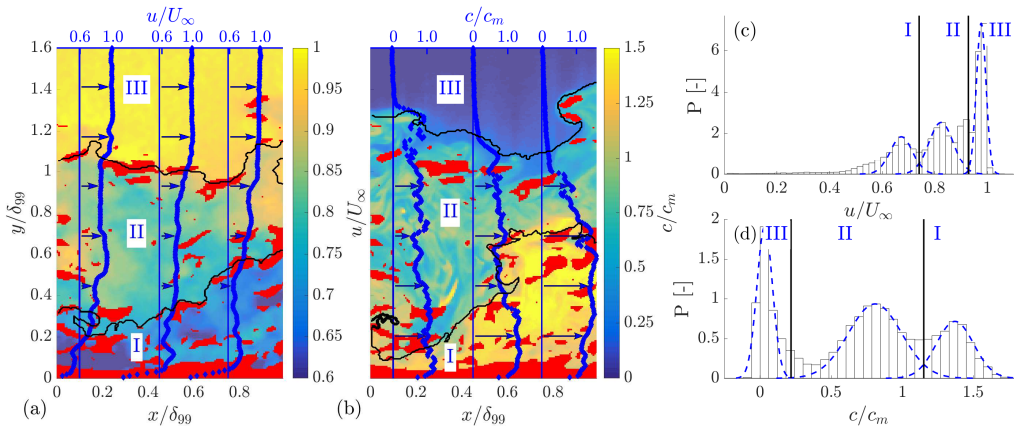 u/U∞
0.6 1.0 0.6 1.0 0.6 1.0
1.6
1.4
1.2
1
0.8
0.6
0.4
0.2
0
y/δ99
III
II
I
0 0.2 0.4 0.6 0.8
x/δ99
(a)
1
0.95
0.9
0.85
0.8
0.75
0.7
0.65
0.6
u/U∞
c/cm
0 1.0 0 1.0 0 1.0
III
II
I
0 0.2 0.4 0.6 0.8
x/δ99
(b)
1.5
1.25
1
0.75
0.5
0.25
0
c/cm
(c)
I II III
P [-]
6
4
2
0
0 0.2 0.4 0.6 0.8 1
u/U∞
(d)
III II I
P [-]
2
1.5
1
0.5
0
0 0.5 1 1.5
c/cm